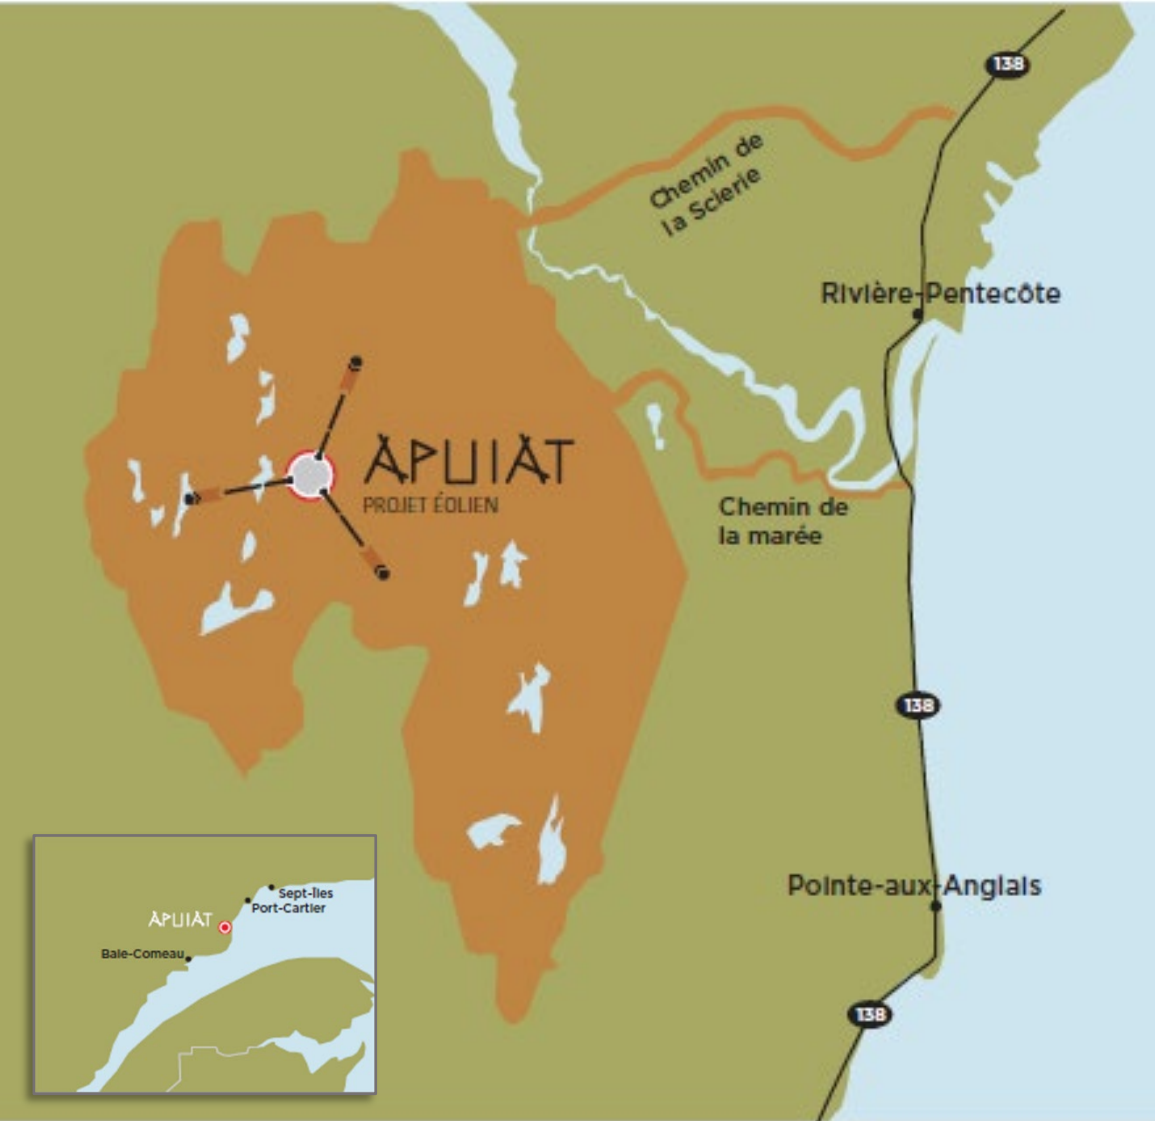 138
Chemin de
la Scierie
Rivière-Pentecôte
APUIAT
PROJET ÉOLIEN
Chemin de
la marée
138
Pointe-aux-Anglais
138
Sept-Îles
Port-Cartier
APUIAT
Baie-Comeau